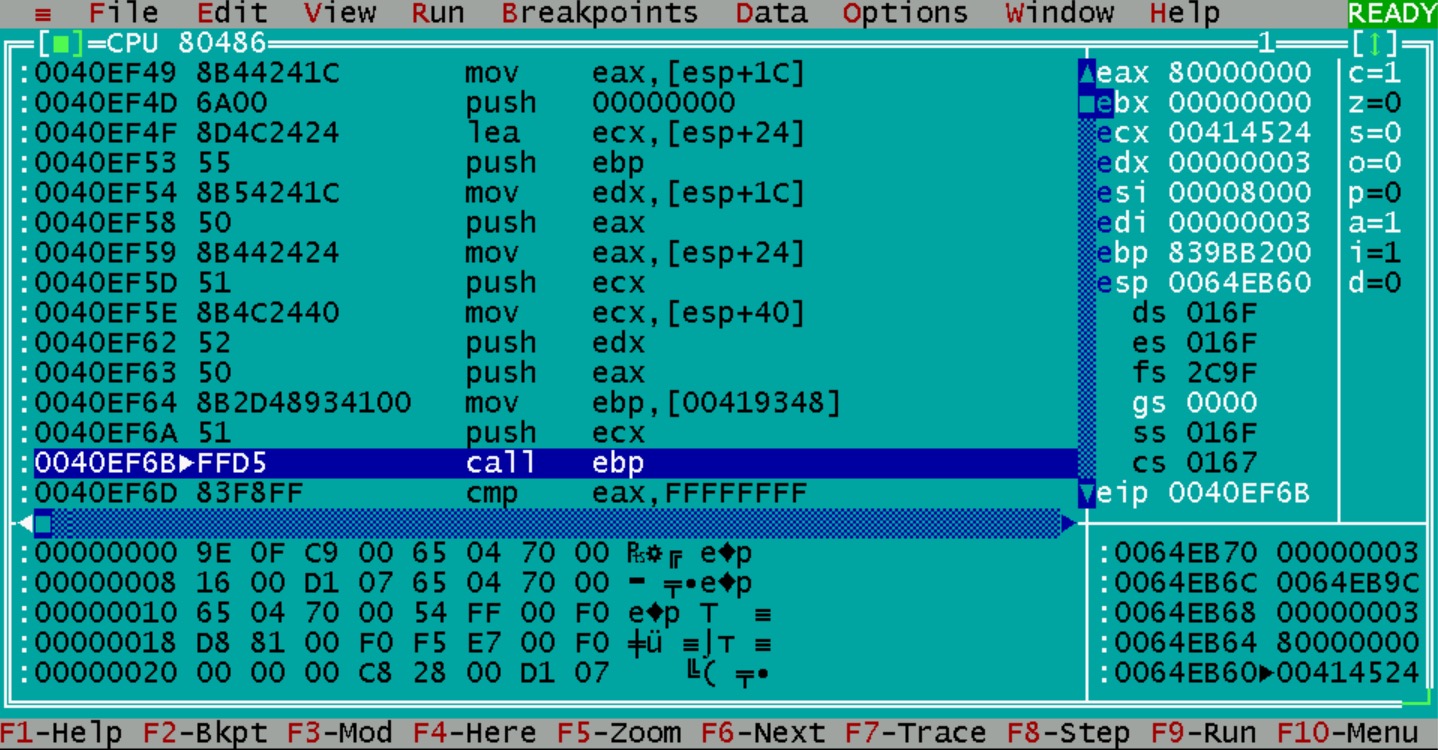 ≡ File Edit View Run Breakpoints Data Options Window Help READY
[■]=CPU 80486 1 [↕]
:0040EF49 8B44241C mov eax,[esp+1C] eax 80000000 c=1
:0040EF4D 6A00 push 00000000 ebx 00000000 z=0
:0040EF4F 8D4C2424 lea ecx,[esp+24] ecx 00414524 s=0
:0040EF53 55 push ebp edx 00000003 o=0
:0040EF54 8B54241C mov edx,[esp+1C] esi 00008000 p=0
:0040EF58 50 push eax edi 00000003 a=1
:0040EF59 8B442424 mov eax,[esp+24] ebp 839BB200 i=1
:0040EF5D 51 push ecx esp 0064EB60 d=0
:0040EF5E 8B4C2440 mov ecx,[esp+40] ds 016F
:0040EF62 52 push edx es 016F
:0040EF63 50 push eax fs 2C9F
:0040EF64 8B2D48934100 mov ebp,[00419348] gs 0000
:0040EF6A 51 push ecx ss 016F
:0040EF6B►FFD5 call ebp cs 0167
:0040EF6D 83F8FF cmp eax,FFFFFFFF eip 0040EF6B
:00000000 9E 0F C9 00 65 04 70 00 ₧☼╔ e♦p :0064EB70 00000003
:00000008 16 00 D1 07 65 04 70 00 ▬ ╤•e♦p :0064EB6C 0064EB9C
:00000010 65 04 70 00 54 FF 00 F0 e♦p T ≡ :0064EB68 00000003
:00000018 D8 81 00 F0 F5 E7 00 F0 ╪ü ≡⌡τ ≡ :0064EB64 80000000
:00000020 00 00 00 C8 28 00 D1 07 ╚( ╤• :0064EB60►00414524
F1-Help F2-Bkpt F3-Mod F4-Here F5-Zoom F6-Next F7-Trace F8-Step F9-Run F10-Menu